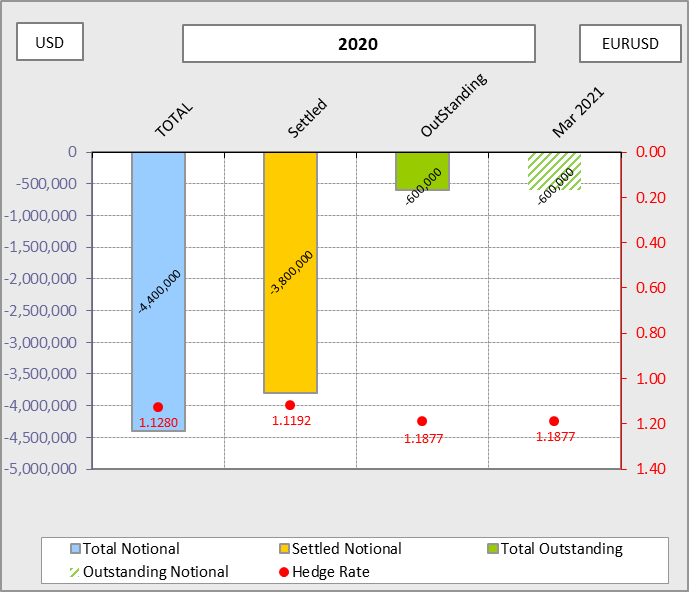 USD
2020
EURUSD
TOTAL
Settled
OutStanding
Mar 2021
0
-500,000
-1,000,000
-1,500,000
-2,000,000
-2,500,000
-3,000,000
-3,500,000
-4,000,000
-4,500,000
-5,000,000
-4,400,000
-3,800,000
-600,000
-600,000
1.1280
1.1192
1.1877
1.1877
0.00
0.20
0.40
0.60
0.80
1.00
1.20
1.40
Total Notional
Settled Notional
Total Outstanding
Outstanding Notional
Hedge Rate